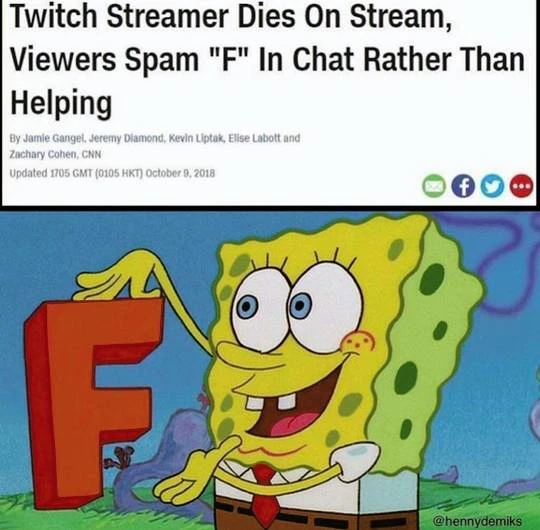 Twitch Streamer Dies On Stream,
Viewers Spam "F" In Chat Rather Than
Helping
By Jamie Gangel, Jeremy Diamond, Kevin Liptak, Elise Labott and
Zachary Cohen, CNN
Updated 1705 GMT (0105 HKT) October 9, 2018
f
F
@hennydemiks